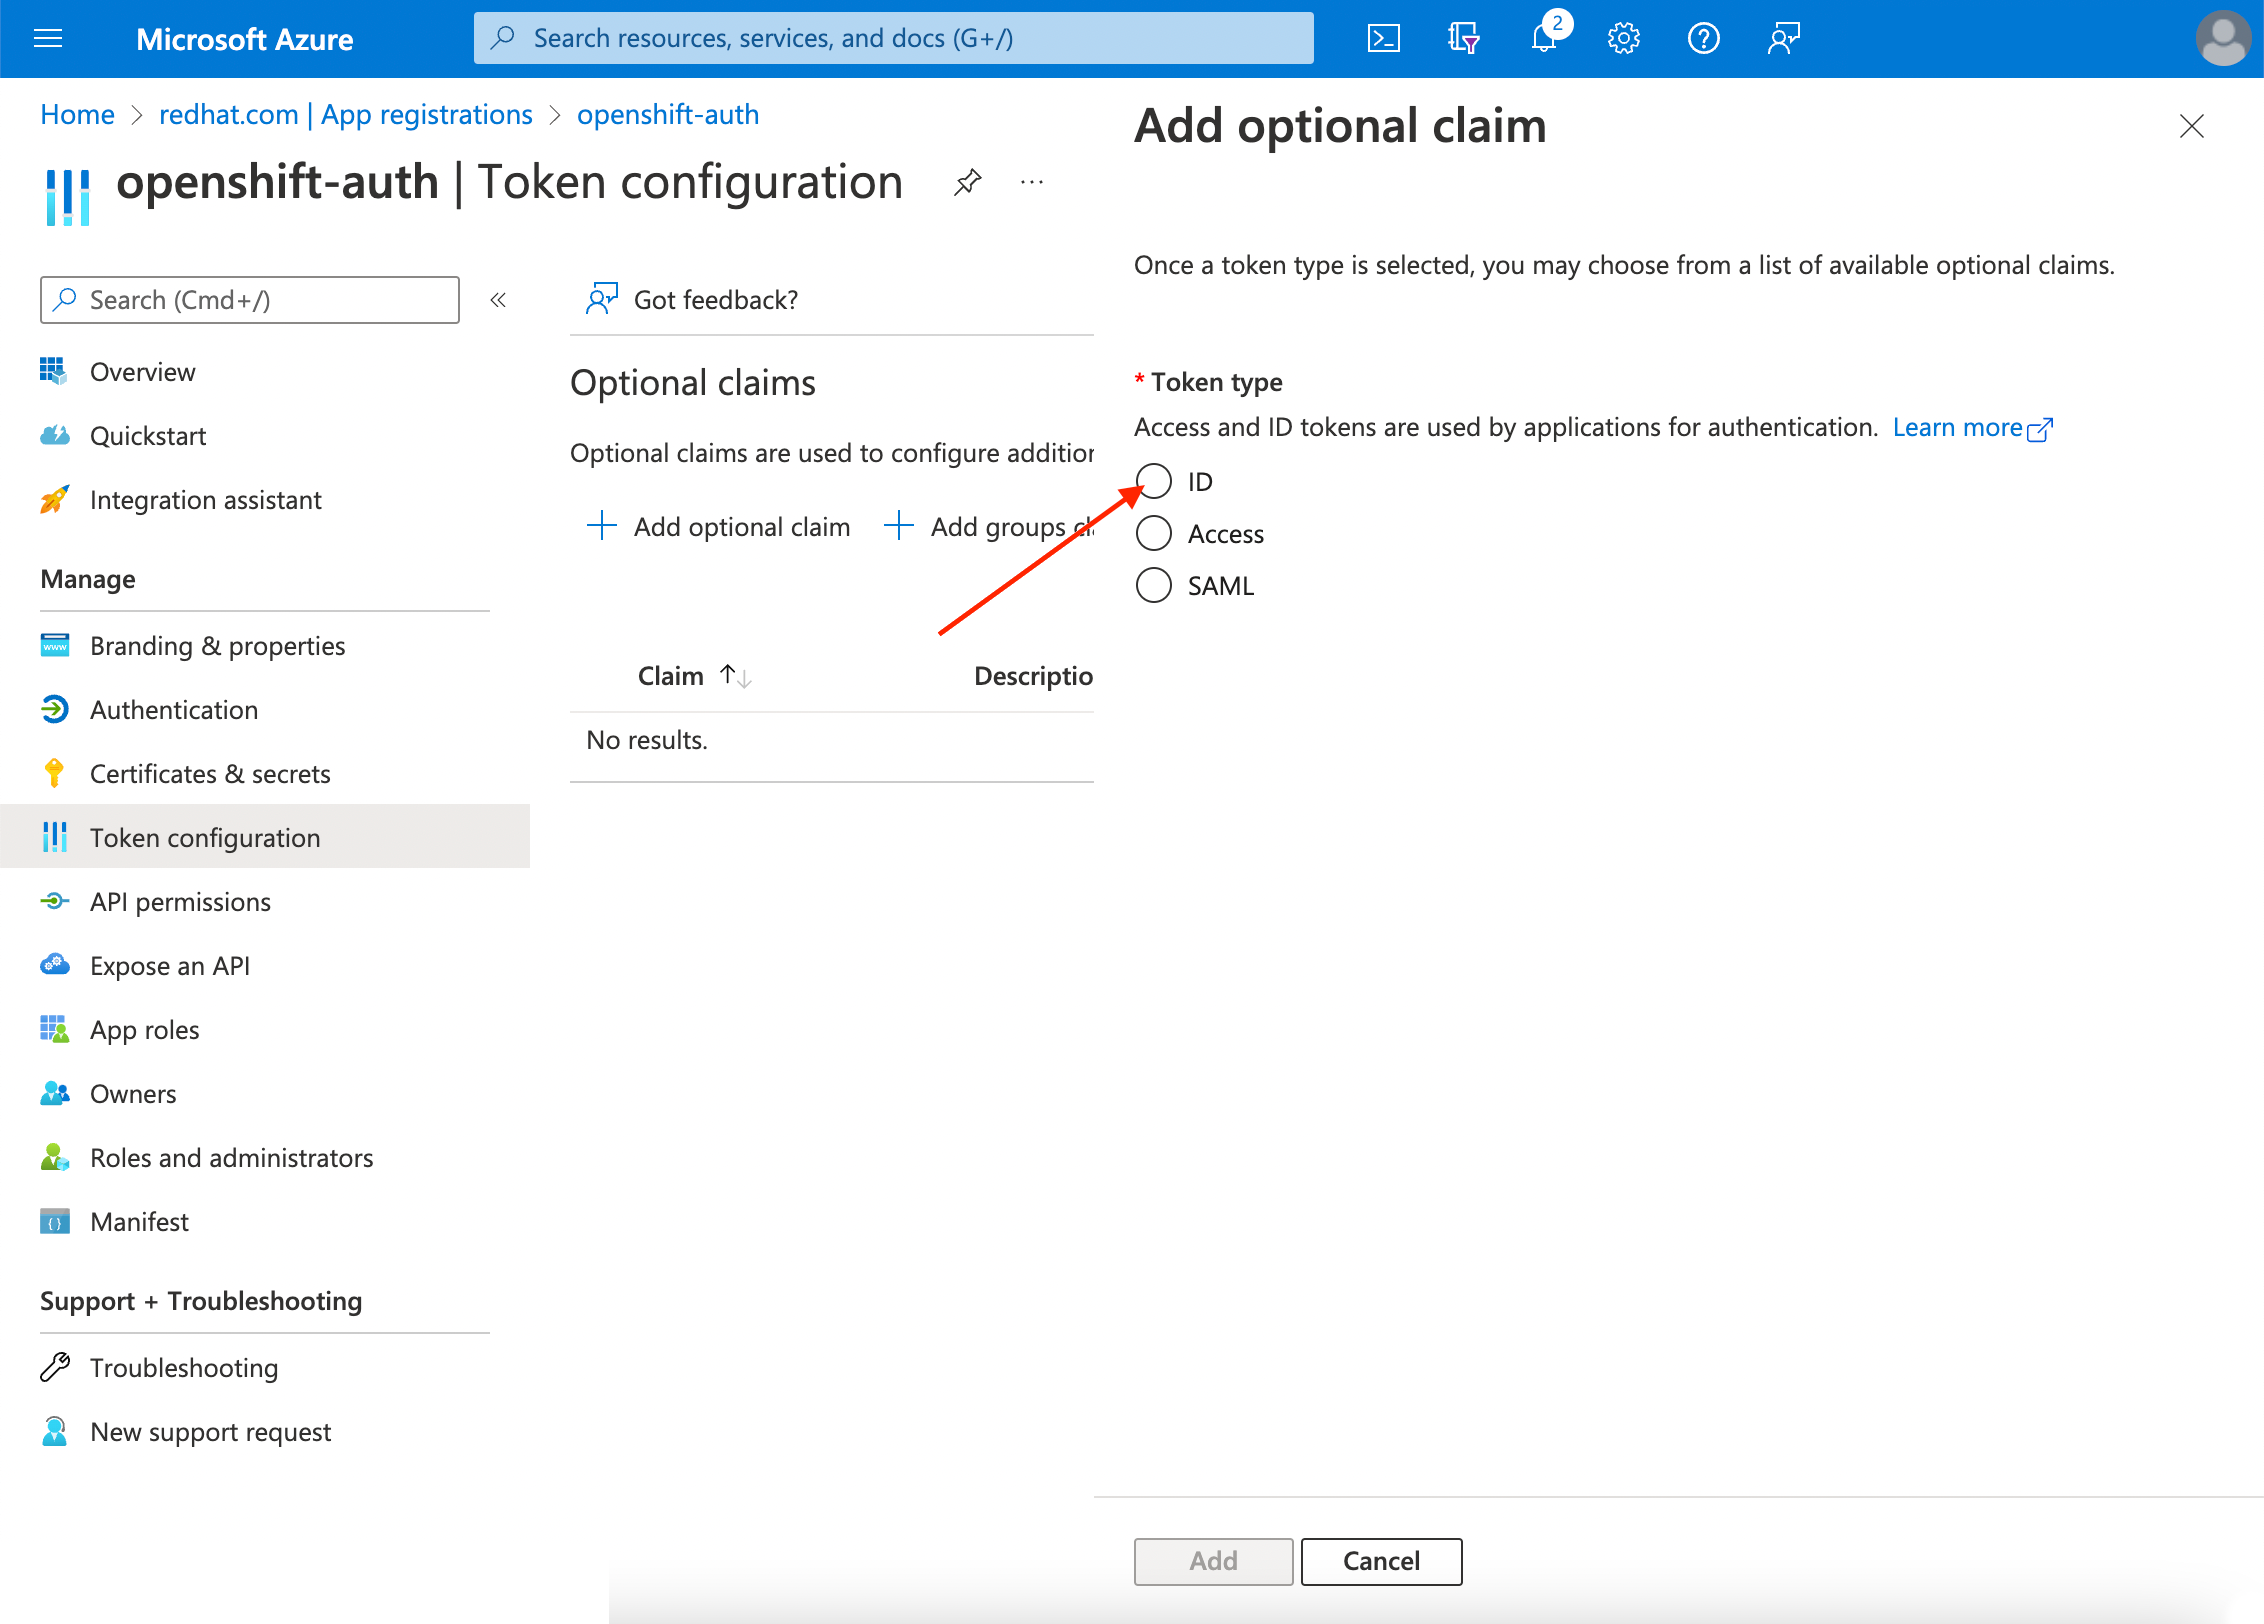 Microsoft Azure
Search resources, services, and docs (G+/)
2
Home > redhat.com | App registrations > openshift-auth
openshift-auth | Token configuration
...
Search (Cmd+/)
«
Overview
Quickstart
Integration assistant
Manage
Branding & properties
Authentication
Certificates & secrets
Token configuration
API permissions
Expose an API
App roles
Owners
Roles and administrators
Manifest
Support + Troubleshooting
Troubleshooting
New support request
Got feedback?
Optional claims
Optional claims are used to configure addition
+ Add optional claim + Add groups cla
Claim ↑↓ Descriptio
No results.
Add optional claim
Once a token type is selected, you may choose from a list of available optional claims.
* Token type
Access and ID tokens are used by applications for authentication. Learn more
ID
Access
SAML
Add Cancel